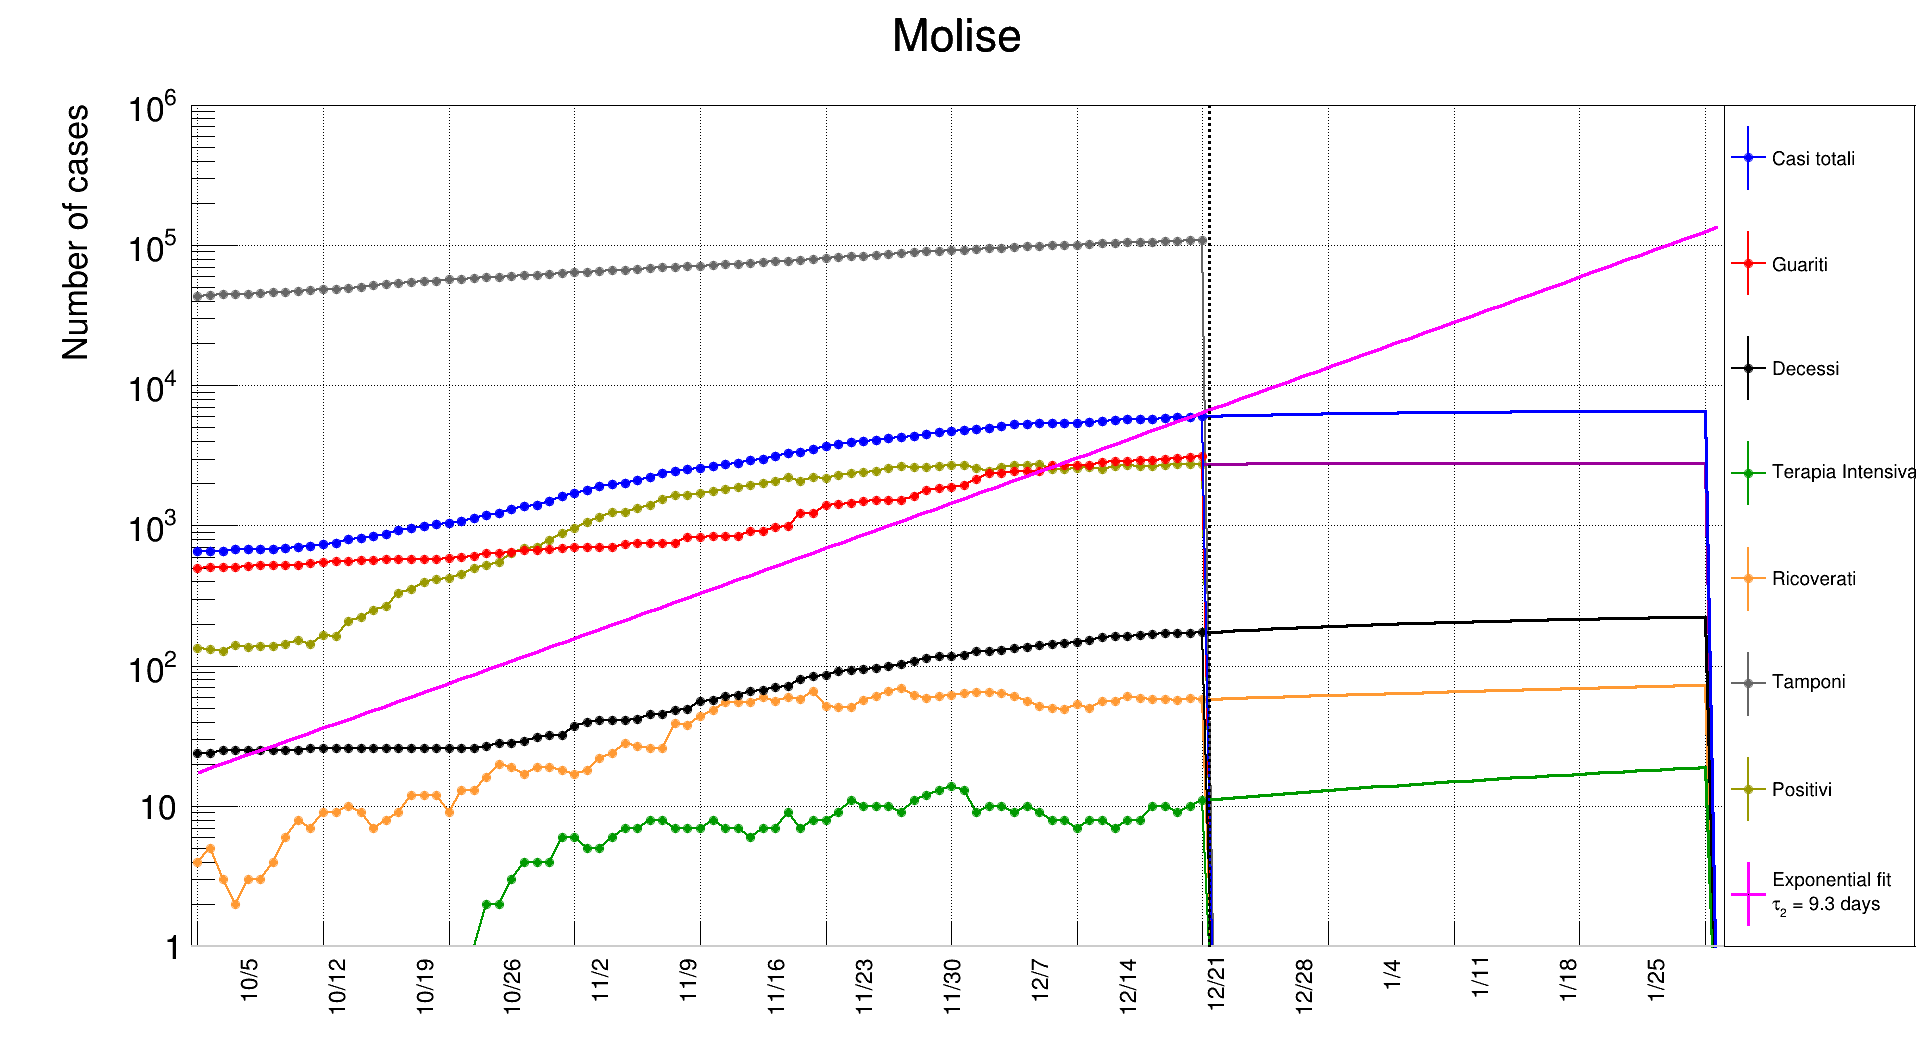 Molise
Number of cases
10^6
10^5
10^4
10^3
10^2
10
1
10/5
10/12
10/19
10/26
11/2
11/9
11/16
11/23
11/30
12/7
12/14
12/21
12/28
1/4
1/11
1/18
1/25
Casi totali
Guariti
Decessi
Terapia Intensiva
Ricoverati
Tamponi
Positivi
Exponential fit
τ₂ = 9.3 days